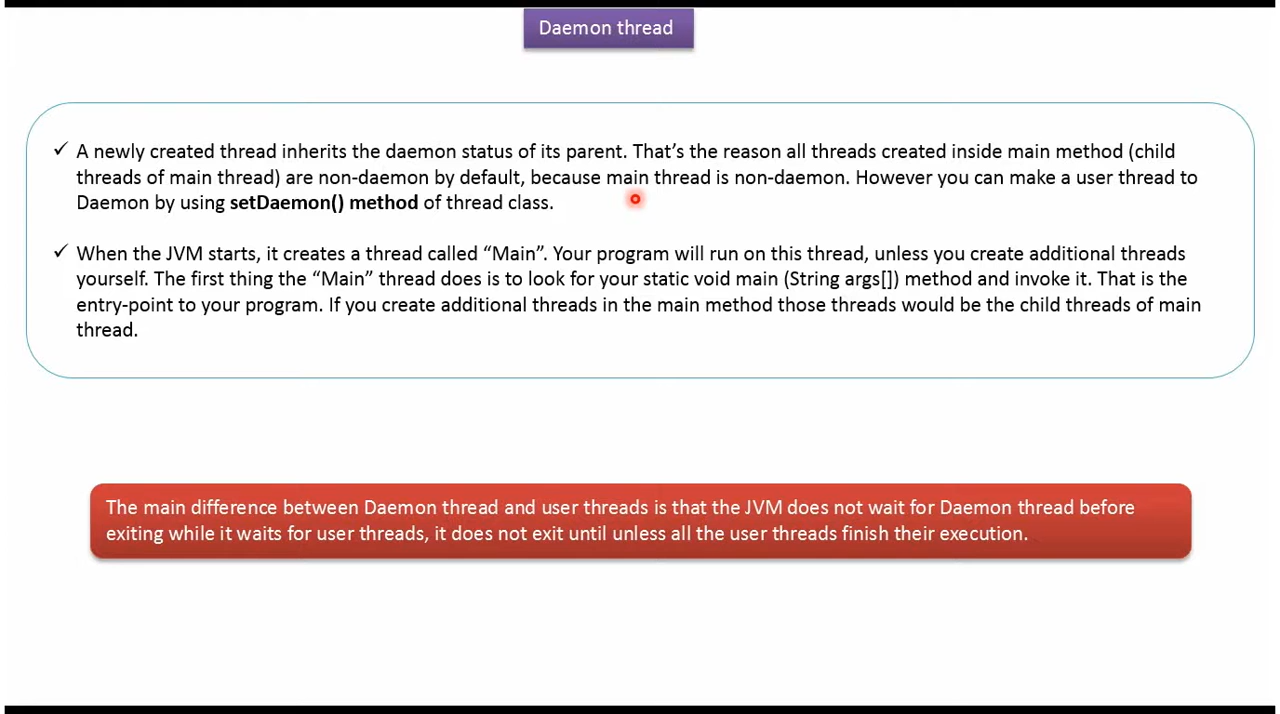 Daemon thread
✓ A newly created thread inherits the daemon status of its parent. That's the reason all threads created inside main method (child
threads of main thread) are non-daemon by default, because main thread is non-daemon. However you can make a user thread to
Daemon by using setDaemon() method of thread class.
✓ When the JVM starts, it creates a thread called “Main”. Your program will run on this thread, unless you create additional threads
yourself. The first thing the “Main” thread does is to look for your static void main (String args[]) method and invoke it. That is the
entry-point to your program. If you create additional threads in the main method those threads would be the child threads of main
thread.
The main difference between Daemon thread and user threads is that the JVM does not wait for Daemon thread before
exiting while it waits for user threads, it does not exit until unless all the user threads finish their execution.